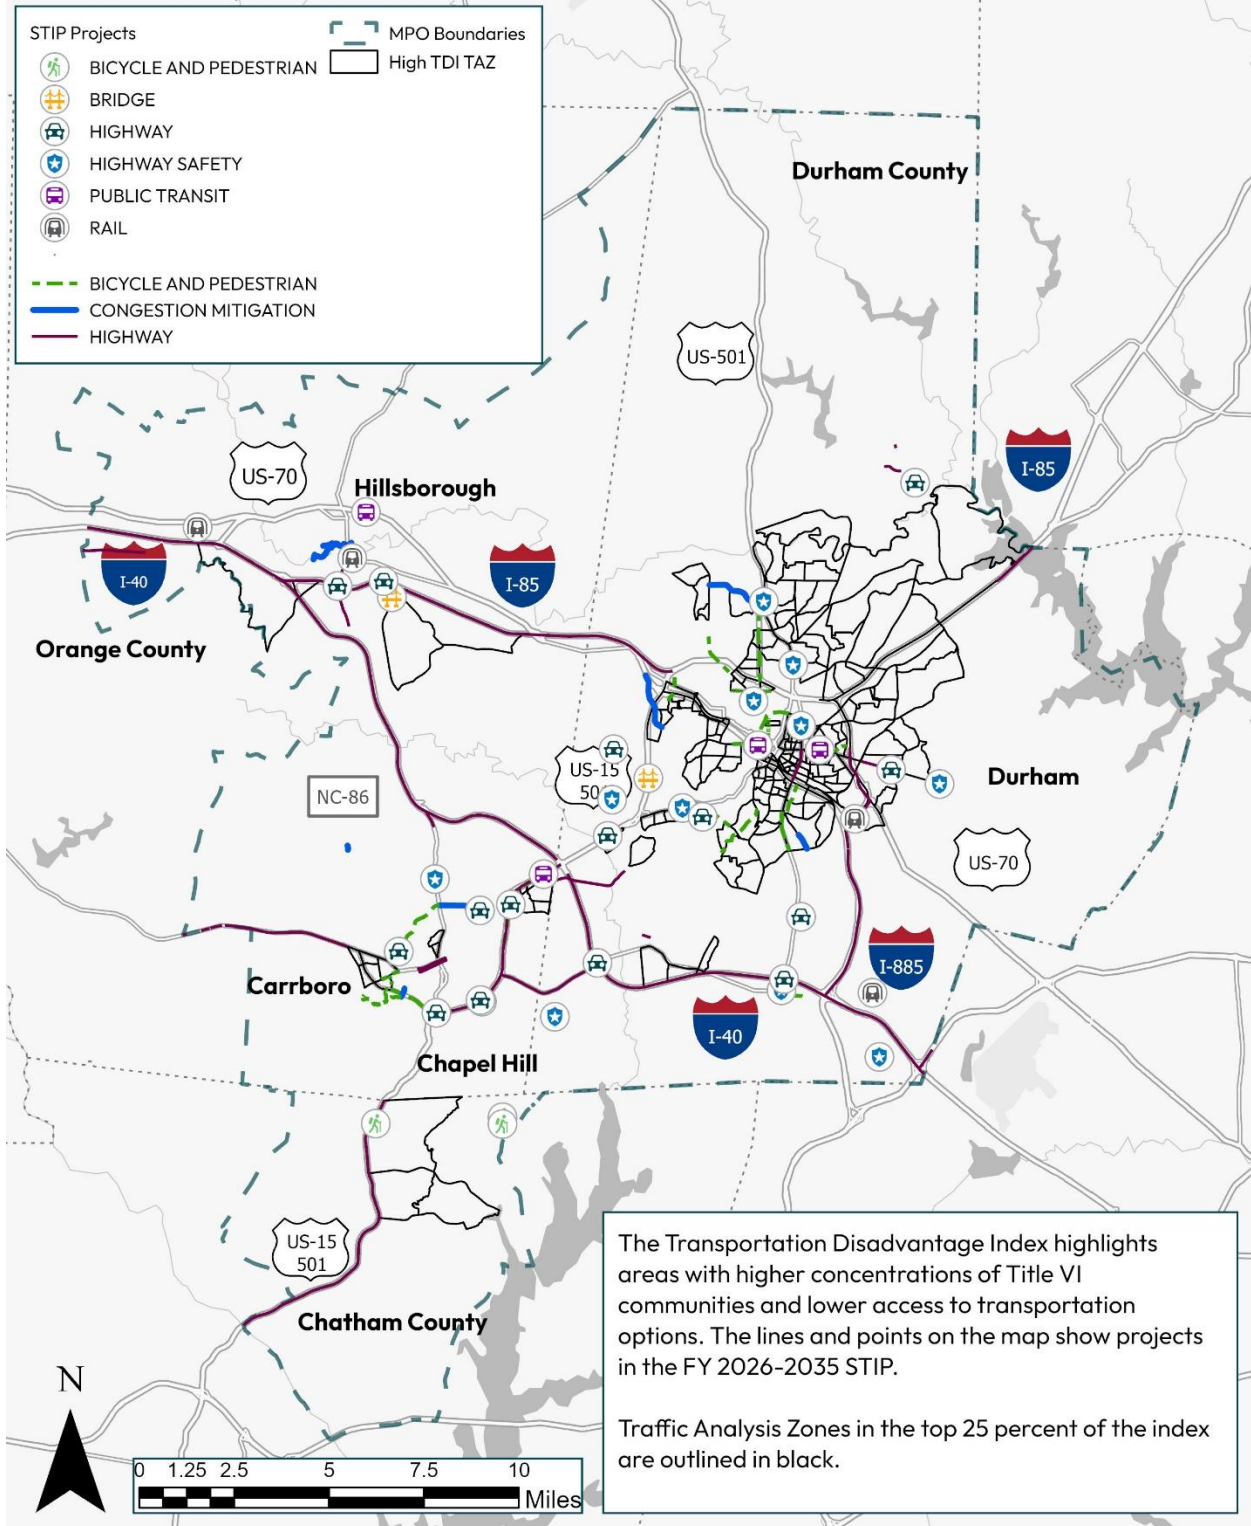 STIP Projects
BICYCLE AND PEDESTRIAN
BRIDGE
HIGHWAY
HIGHWAY SAFETY
PUBLIC TRANSIT
RAIL
BICYCLE AND PEDESTRIAN
CONGESTION MITIGATION
HIGHWAY
MPO Boundaries
High TDI TAZ
Durham County
US-501
I-85
US-70
Hillsborough
I-40
I-85
Orange County
US-15
50
Durham
NC-86
US-70
Carrboro
I-885
I-40
Chapel Hill
US-15
501
Chatham County
The Transportation Disadvantage Index highlights
areas with higher concentrations of Title VI
communities and lower access to transportation
options. The lines and points on the map show projects
in the FY 2026-2035 STIP.
Traffic Analysis Zones in the top 25 percent of the index
are outlined in black.
N
0 1.25 2.5 5 7.5 10
Miles